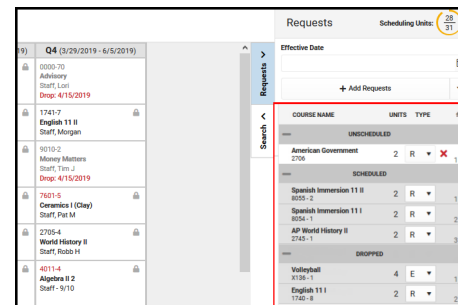 19)
Q4 (3/29/2019 - 6/5/2019)
0000-70
Advisory
Staff, Lori
Drop: 4/15/2019
1741-7
English 11 II
Staff, Morgan
9010-2
Money Matters
Staff, Tim J
Drop: 4/15/2019
7601-5
Ceramics I (Clay)
Staff, Pat M
2705-4
World History II
Staff, Robb H
4011-4
Algebra II 2
Staff - 9/10
Requests
Search
Requests Scheduling Units: 28
31
Effective Date
+ Add Requests
COURSE NAME UNITS TYPE
UNSCHEDULED
American Government 2 R
2706
SCHEDULED
Spanish Immersion 11 II 2 R
8055 - 2
Spanish Immersion 11 I 2 R
8054 - 1
AP World History II 2 R
2745 - 1
DROPPED
Volleyball 4 E
X136 - 1
English 11 I 2 R
1740 - 8